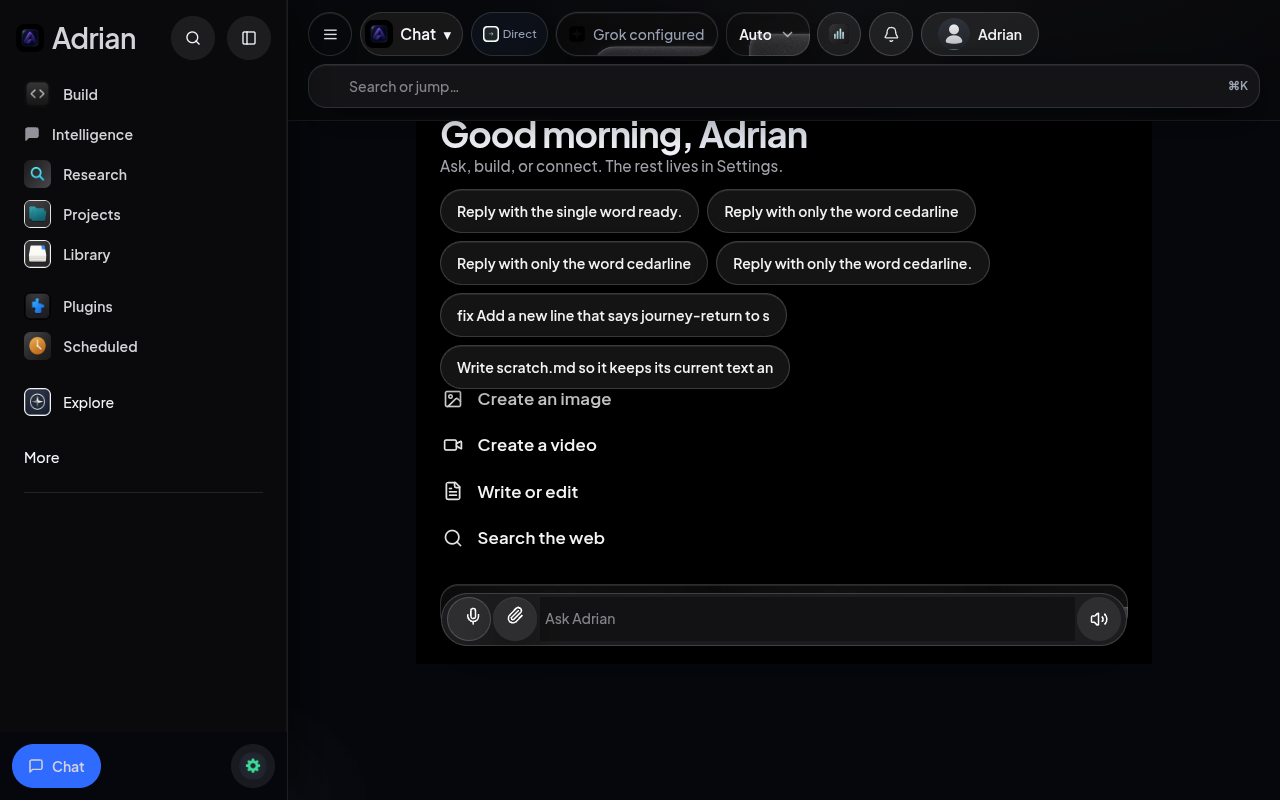 Adrian
Build
Intelligence
Research
Projects
Library
Plugins
Scheduled
Explore
More
Chat
Chat ▾
Direct
Grok configured
Auto
Adrian
Search or jump…
⌘K
Good morning, Adrian
Ask, build, or connect. The rest lives in Settings.
Reply with the single word ready.
Reply with only the word cedarline
Reply with only the word cedarline
Reply with only the word cedarline.
fix Add a new line that says journey-return to s
Write scratch.md so it keeps its current text an
Create an image
Create a video
Write or edit
Search the web
Ask Adrian